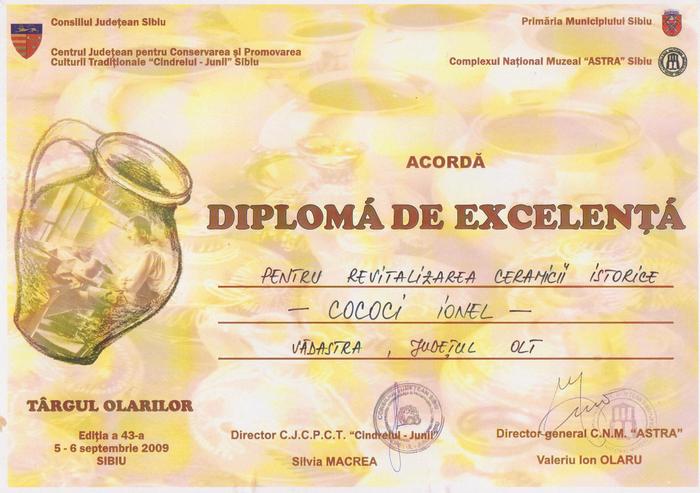 Consiliul Județean Sibiu
Centrul Județean pentru Conservarea și Promovarea
Culturii Tradiționale "Cindrelul - Junii" Sibiu
Primăria Municipiului Sibiu
Complexul Național Muzeal "ASTRA" Sibiu
ACORDĂ
DIPLOMĂ DE EXCELENȚĂ
PENTRU REVITALIZAREA CERAMICII ISTORICE
— COCOCI IONEL —
VĂDASTRA, JUDEȚUL OLT
TÂRGUL OLARILOR
Ediția a 43-a
5 - 6 septembrie 2009
SIBIU
Director C.J.C.P.C.T. "Cindrelul - Junii"
Silvia MACREA
Director general C.N.M. "ASTRA"
Valeriu Ion OLARU